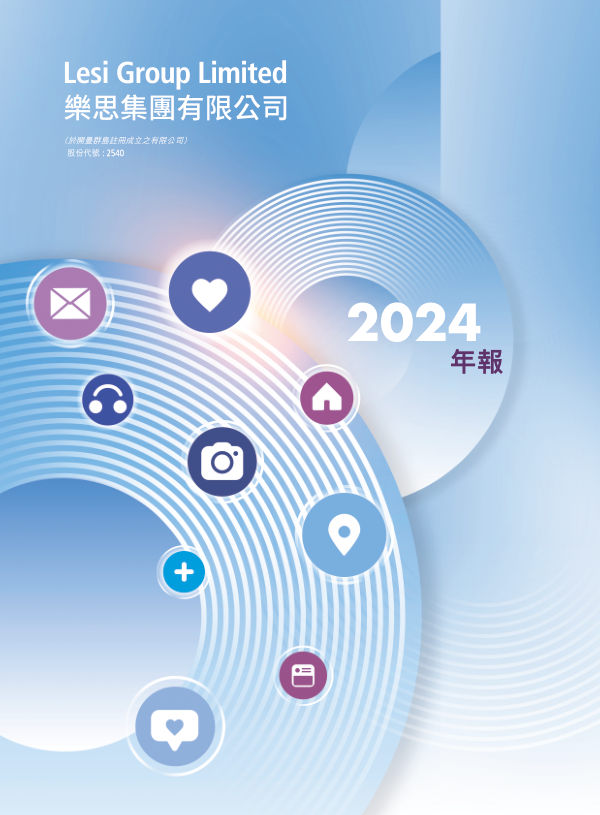 Lesi Group Limited
樂思集團有限公司
（於開曼群島註冊成立之有限公司）
股份代號 : 2540
2024
年報